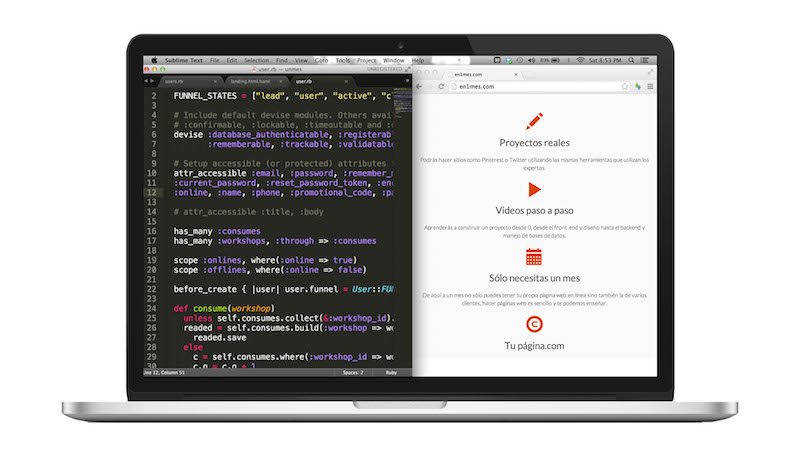 Sublime Text File Edit Selection Find View Goto Tools Project Window Help
Sat 8:53 PM
user.rb — en1mes
UNREGISTERED
users.rb
landing.html.haml
user.rb
2 FUNNEL_STATES = ["lead", "user", "active", "c
4 # Include default devise modules. Others avai
5 # :confirmable, :lockable, :timeoutable and :
6 devise :database_authenticatable, :registerab
7 :rememberable, :trackable, :validatabl
9 # Setup accessible (or protected) attributes
10 attr_accessible :email, :password, :remember_m
11 :current_password, :reset_password_token, :enc
12 :online, :name, :phone, :promotional_code, :pa
14 # attr_accessible :title, :body
16 has_many :consumes
17 has_many :workshops, :through => :consumes
19 scope :onlines, where(:online => true)
20 scope :offlines, where(:online => false)
22 before_create { |user| user.funnel = User::FUN
24 def consume(workshop)
25 unless self.consumes.collect(&:workshop_id).
26 readed = self.consumes.build(:workshop => wo
27 readed.save
28 else
29 c = self.consumes.where(:workshop_id => wo
30 c.n = c.n + 1
Line 12, Column 51
Spaces: 2
Ruby
en1mes.com
en1mes.com
Proyectos reales
Podrás hacer sitios como Pinterest o Twitter utilizando las mismas herramientas que utilizan los
expertos.
Videos paso a paso
Aprenderás a construir un proyecto desde 0, desde el front-end y diseño hasta el backend y
manejo de bases de datos.
Sólo necesitas un mes
De aquí a un mes no sólo puedes tener tu propia página web en línea sino también la de varios
clientes, hacer páginas web es sencillo y te podemos enseñar.
Tu página.com